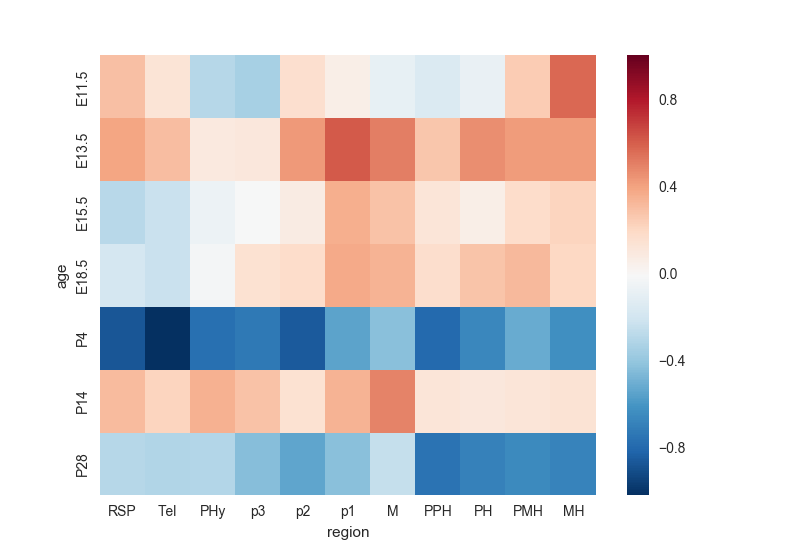 age
E11.5
E13.5
E15.5
E18.5
P4
P14
P28
RSP Tel PHy p3 p2 p1 M PPH PH PMH MH
region
0.8
0.4
0.0
−0.4
−0.8